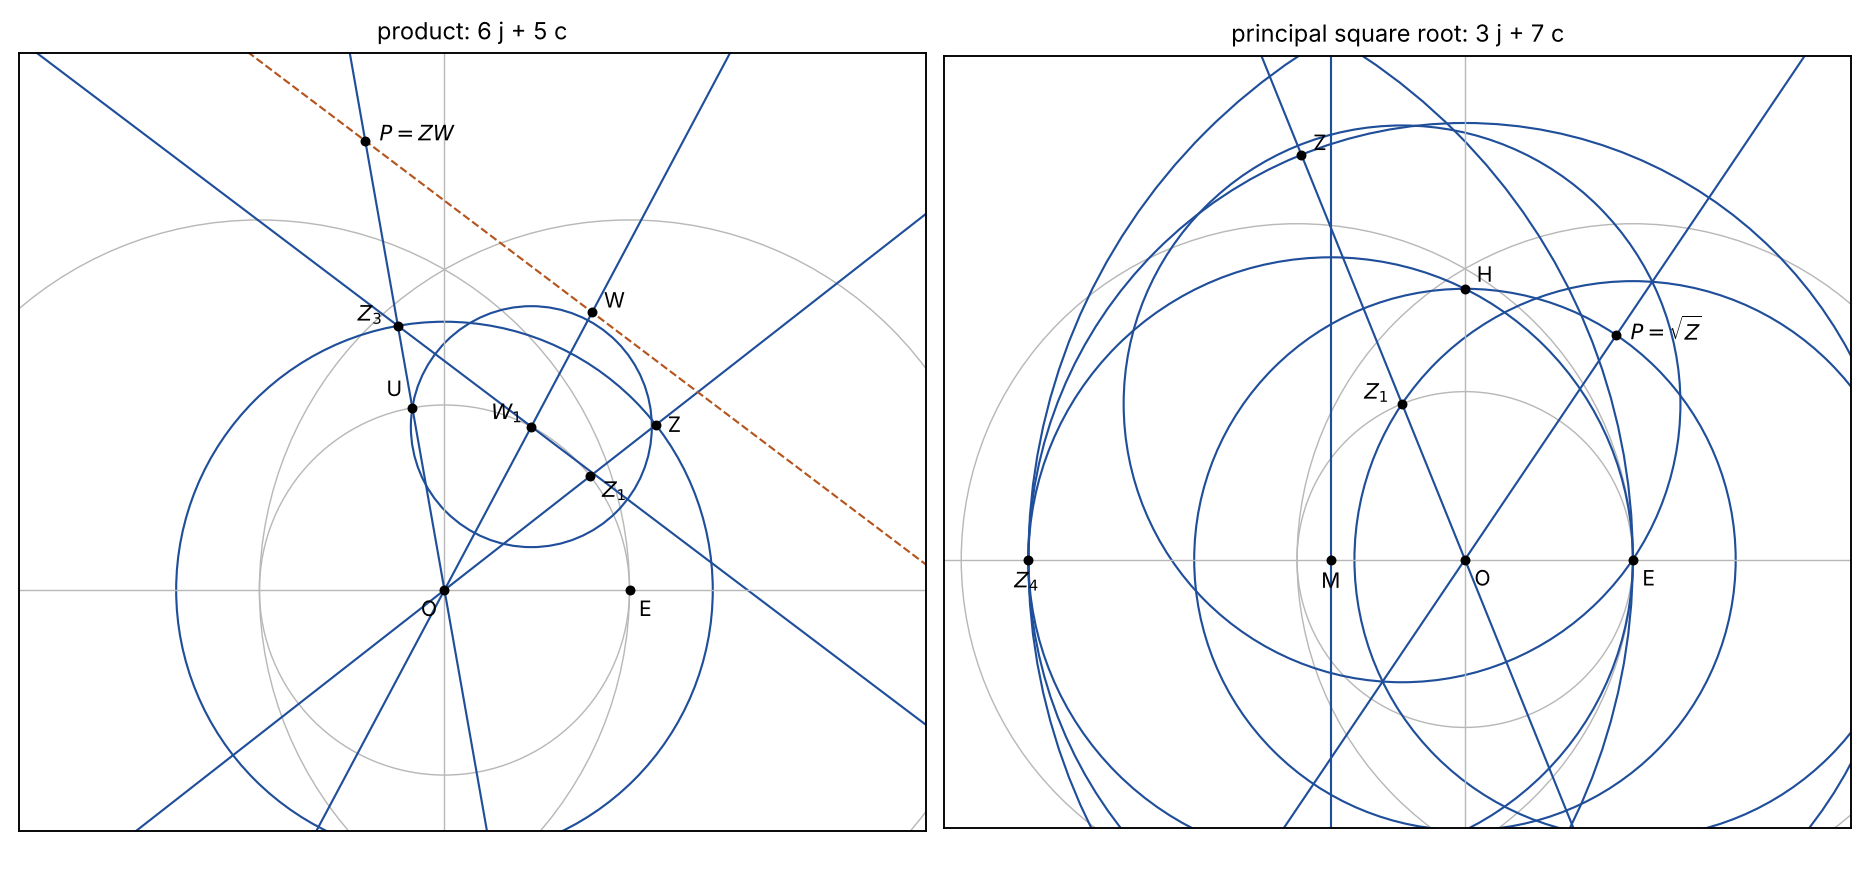 product: 6 j + 5 c
P = ZW
W
Z₃
U
W₁
Z
Z₁
O
E
principal square root: 3 j + 7 c
Z
H
P = √Z
Z₁
Z₄
M
O
E